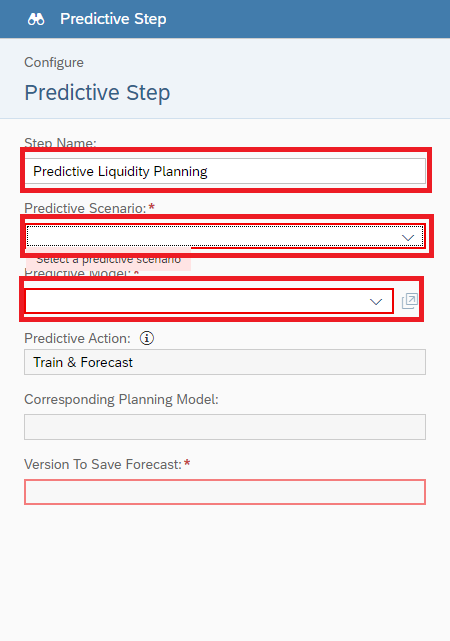 Predictive Step
Configure
Predictive Step
Step Name:
Predictive Liquidity Planning
Predictive Scenario:*
Select a predictive scenario
Predictive Model:*
Predictive Action:
Train & Forecast
Corresponding Planning Model:
Version To Save Forecast:*